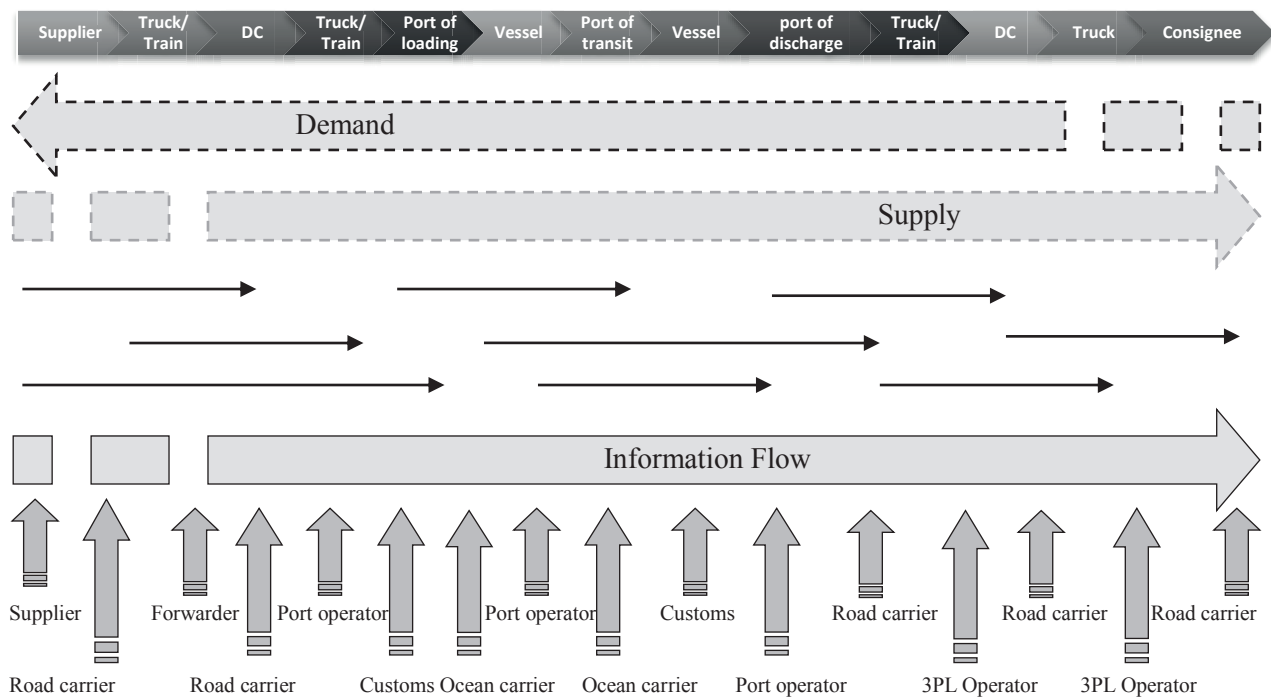 Supplier
Truck/
Train
DC
Truck/
Train
Port of
loading
Vessel
Port of
transit
Vessel
port of
discharge
Truck/
Train
DC
Truck
Consignee
Demand
Supply
Information Flow
Supplier
Forwarder
Port operator
Port operator
Customs
Road carrier
Road carrier
Road carrier
Road carrier
Road carrier
Customs
Ocean carrier
Ocean carrier
Port operator
3PL Operator
3PL Operator